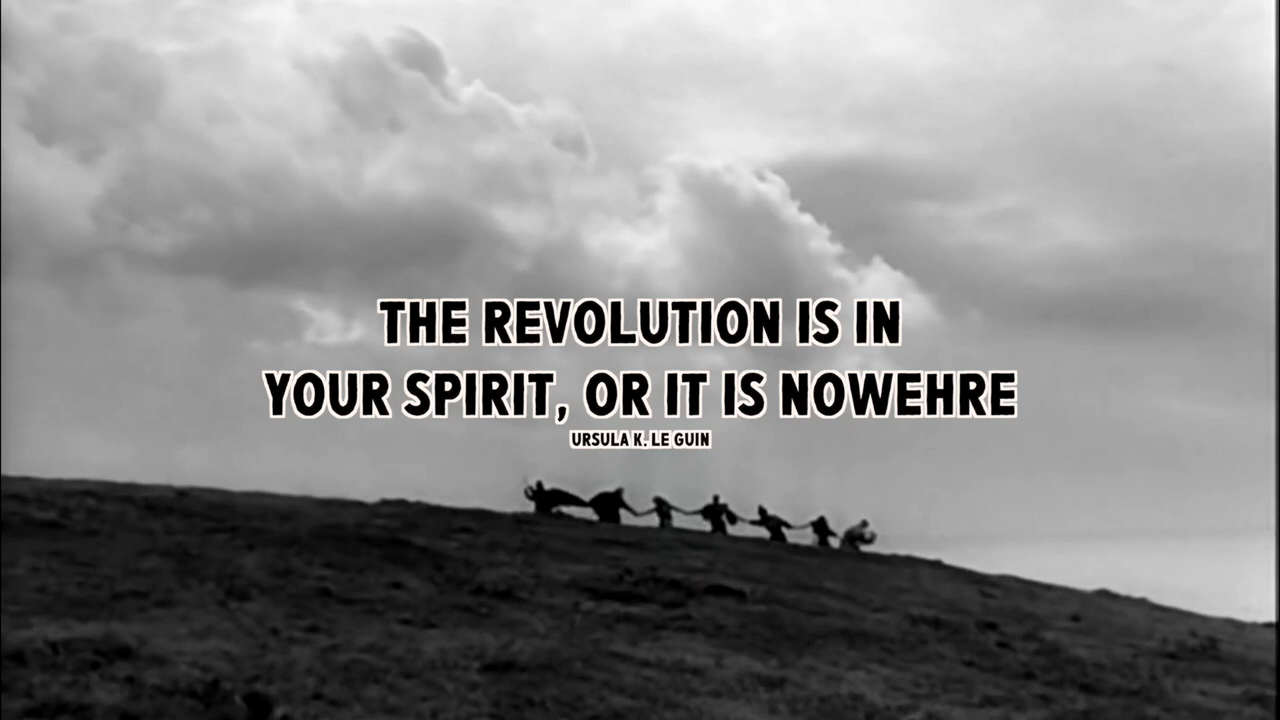 THE REVOLUTION IS IN
YOUR SPIRIT, OR IT IS NOWEHRE
URSULA K. LE GUIN